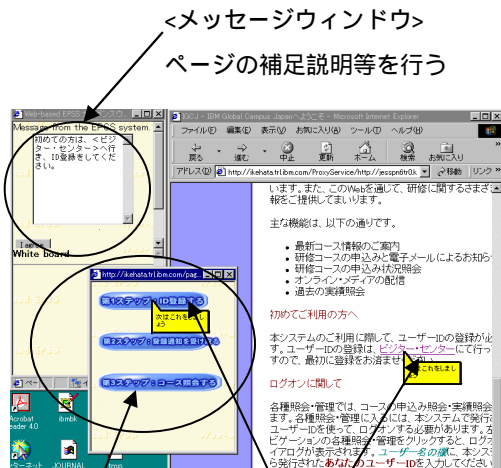 <メッセージウィンドウ>
ページの補足説明等を行う
Web-based EPSS
Message from the EPCS system.
初めての方は、＜ビジ
ター・センター＞へ行
き、ID登録をしてくだ
さい。
I agree
White board
IGCJ - IBM Global Campus Japanへようこそ - Microsoft Internet Explorer
ファイル(F) 編集(E) 表示(V) お気に入り(A) ツール(T) ヘルプ(H)
戻る 進む 中止 更新 ホーム 検索 お気に入り
アドレス(D) http://ikehata.trl.ibm.com/ProxyService/http://jesspn6tr0.k 移動 リンク
います。また、このWebを通じて、研修に関するさまざ
報をご提供してまいります。
主な機能は、以下の通りです。
最新コース情報のご案内
研修コースの申込みと電子メールによるお知ら
研修コースの申込み状況照会
オンライン・メディアの配信
過去の実績照会
初めてご利用の方へ
本システムのご利用に際して、ユーザーIDの登録が必
す。ユーザーIDの登録は、ビジター・センターにて行っ
すので、最初に登録をお済ませ
次はこれをしましょう
ログオンに関して
各種照会・管理では、コースの申込み照会・実績照会
ます。各種照会・管理に入るには、本システムで発行
ユーザーIDを使って、ログオンする必要があります。左
ビゲーションの各種照会・管理をクリックすると、ログオ
イアログが表示されます。ユーザー名の欄に、本シス
ら発行されたあなたのユーザーIDを入力してください
http://ikehata.trl.ibm.com/pag...
第1ステップ：ID登録する
次はこれをしましょう
第2ステップ：登録通知を受ける
第3ステップ：コース照会する
ペー
Acrobat
eader 4.0
ibmbk
ターネット JOURNAL tmp